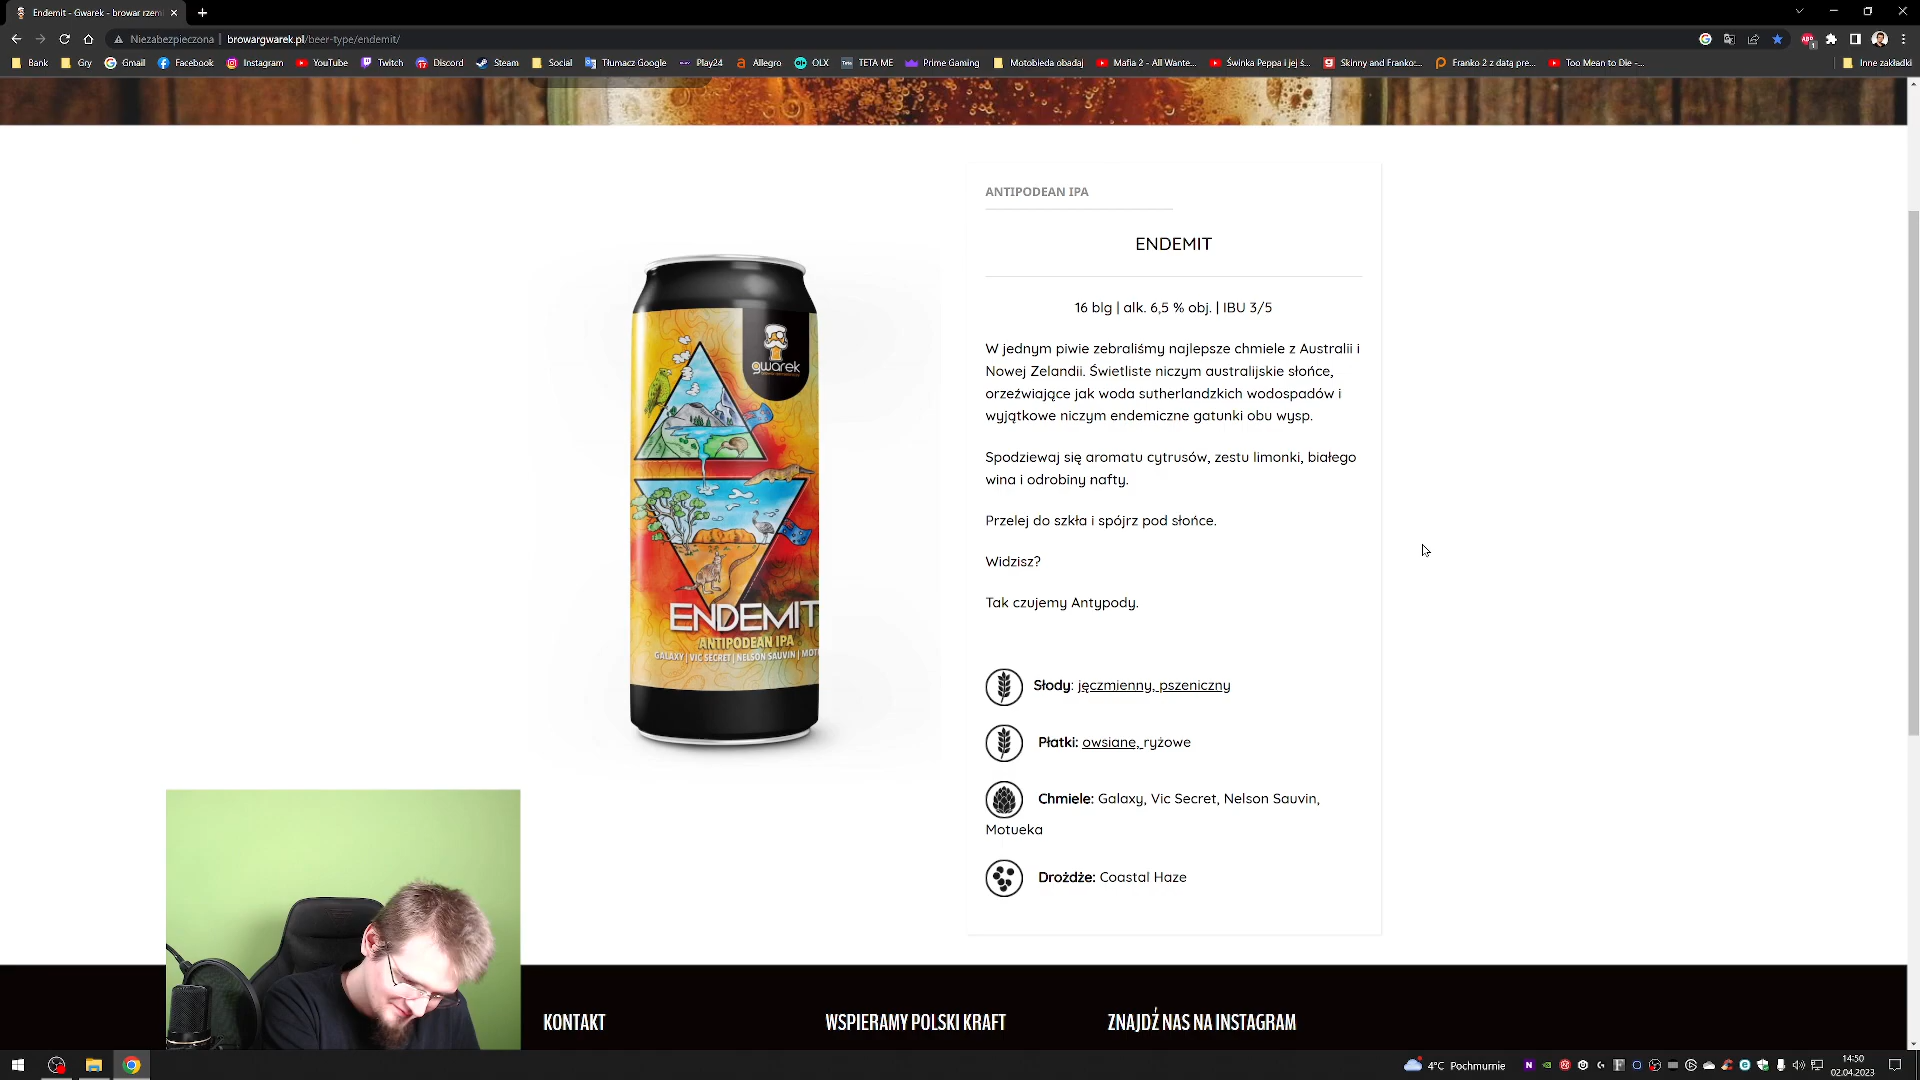 Endemit - Gwarek - browar rzemi
Niezabezpieczona
browargwarek.pl/beer-type/endemit/
Bank
Gry
Gmail
Facebook
Instagram
YouTube
Twitch
Discord
Steam
Social
Tłumacz Google
Play24
Allegro
OLX
TETA ME
Prime Gaming
Motobieda obadaj
Mafia 2 - All Wante...
Świnka Peppa i jej ś...
Skinny and Franko:...
Franko 2 z datą pre...
Too Mean to Die -...
Inne zakładki
ANTIPODEAN IPA
ENDEMIT
16 blg | alk. 6,5 % obj. | IBU 3/5
W jednym piwie zebraliśmy najlepsze chmiele z Australii i
Nowej Zelandii. Świetliste niczym australijskie słońce,
orzeźwiające jak woda sutherlandzkich wodospadów i
wyjątkowe niczym endemiczne gatunki obu wysp.
Spodziewaj się aromatu cytrusów, zestu limonki, białego
wina i odrobiny nafty.
Przelej do szkła i spójrz pod słońce.
Widzisz?
Tak czujemy Antypody.
Słody: jęczmienny, pszeniczny
Płatki: owsiane, ryżowe
Chmiele: Galaxy, Vic Secret, Nelson Sauvin,
Motueka
Drożdże: Coastal Haze
gwarek
ENDEMIT
ANTIPODEAN IPA
GALAXY | VIC SECRET | NELSON SAUVIN | MOT
KONTAKT
WSPIERAMY POLSKI KRAFT
ZNAJDŹ NAS NA INSTAGRAM
4°C Pochmurnie
14:50
02.04.2023